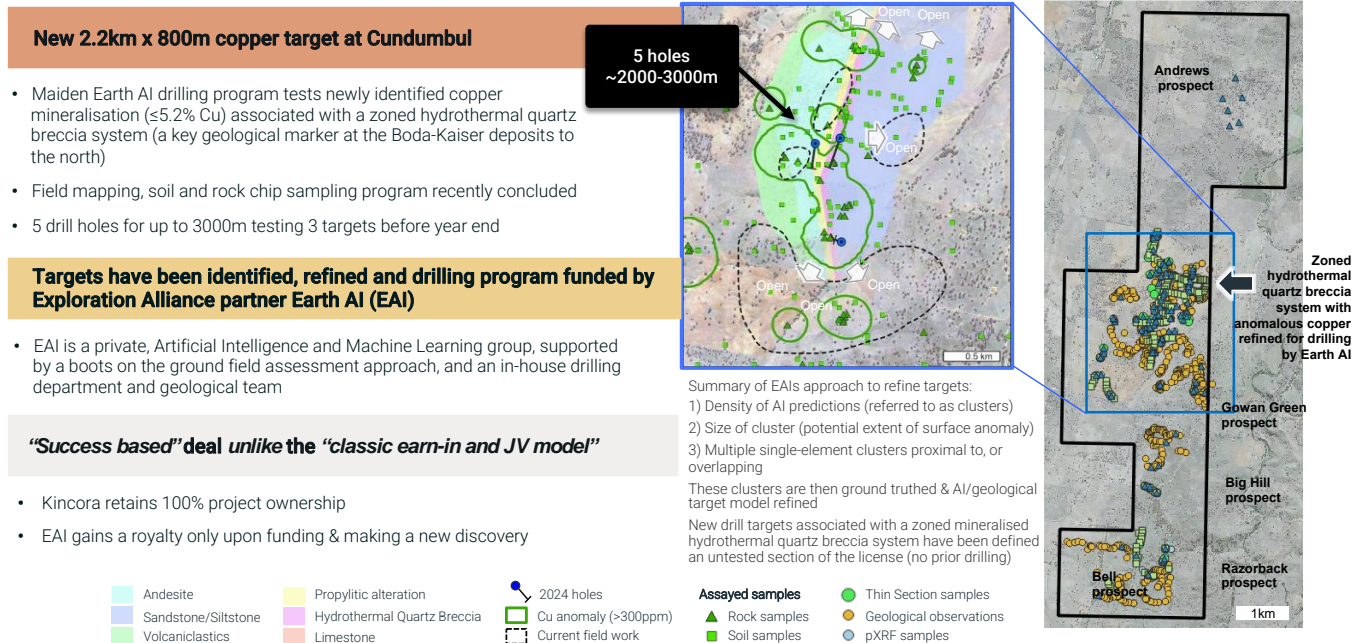 New 2.2km x 800m copper target at Cundumbul
• Maiden Earth AI drilling program tests newly identified copper
mineralisation (≤5.2% Cu) associated with a zoned hydrothermal quartz
breccia system (a key geological marker at the Boda-Kaiser deposits to
the north)
• Field mapping, soil and rock chip sampling program recently concluded
• 5 drill holes for up to 3000m testing 3 targets before year end
Targets have been identified, refined and drilling program funded by
Exploration Alliance partner Earth AI (EAI)
• EAI is a private, Artificial Intelligence and Machine Learning group, supported
by a boots on the ground field assessment approach, and an in-house drilling
department and geological team
“Success based” deal unlike the “classic earn-in and JV model”
• Kincora retains 100% project ownership
• EAI gains a royalty only upon funding & making a new discovery
5 holes
~2000-3000m
Open
Open
Open
Open
Open
Open
0.5 km
Summary of EAIs approach to refine targets:
1) Density of AI predictions (referred to as clusters)
2) Size of cluster (potential extent of surface anomaly)
3) Multiple single-element clusters proximal to, or
overlapping
These clusters are then ground truthed & AI/geological
target model refined
New drill targets associated with a zoned mineralised
hydrothermal quartz breccia system have been defined
an untested section of the license (no prior drilling)
Andrews
prospect
Zoned
hydrothermal
quartz breccia
system with
anomalous copper
refined for drilling
by Earth AI
Gowan Green
prospect
Big Hill
prospect
Razorback
prospect
Bell
prospect
1km
Andesite
Sandstone/Siltstone
Volcaniclastics
Propylitic alteration
Hydrothermal Quartz Breccia
Limestone
2024 holes
Cu anomaly (>300ppm)
Current field work
Assayed samples
Rock samples
Soil samples
Thin Section samples
Geological observations
pXRF samples